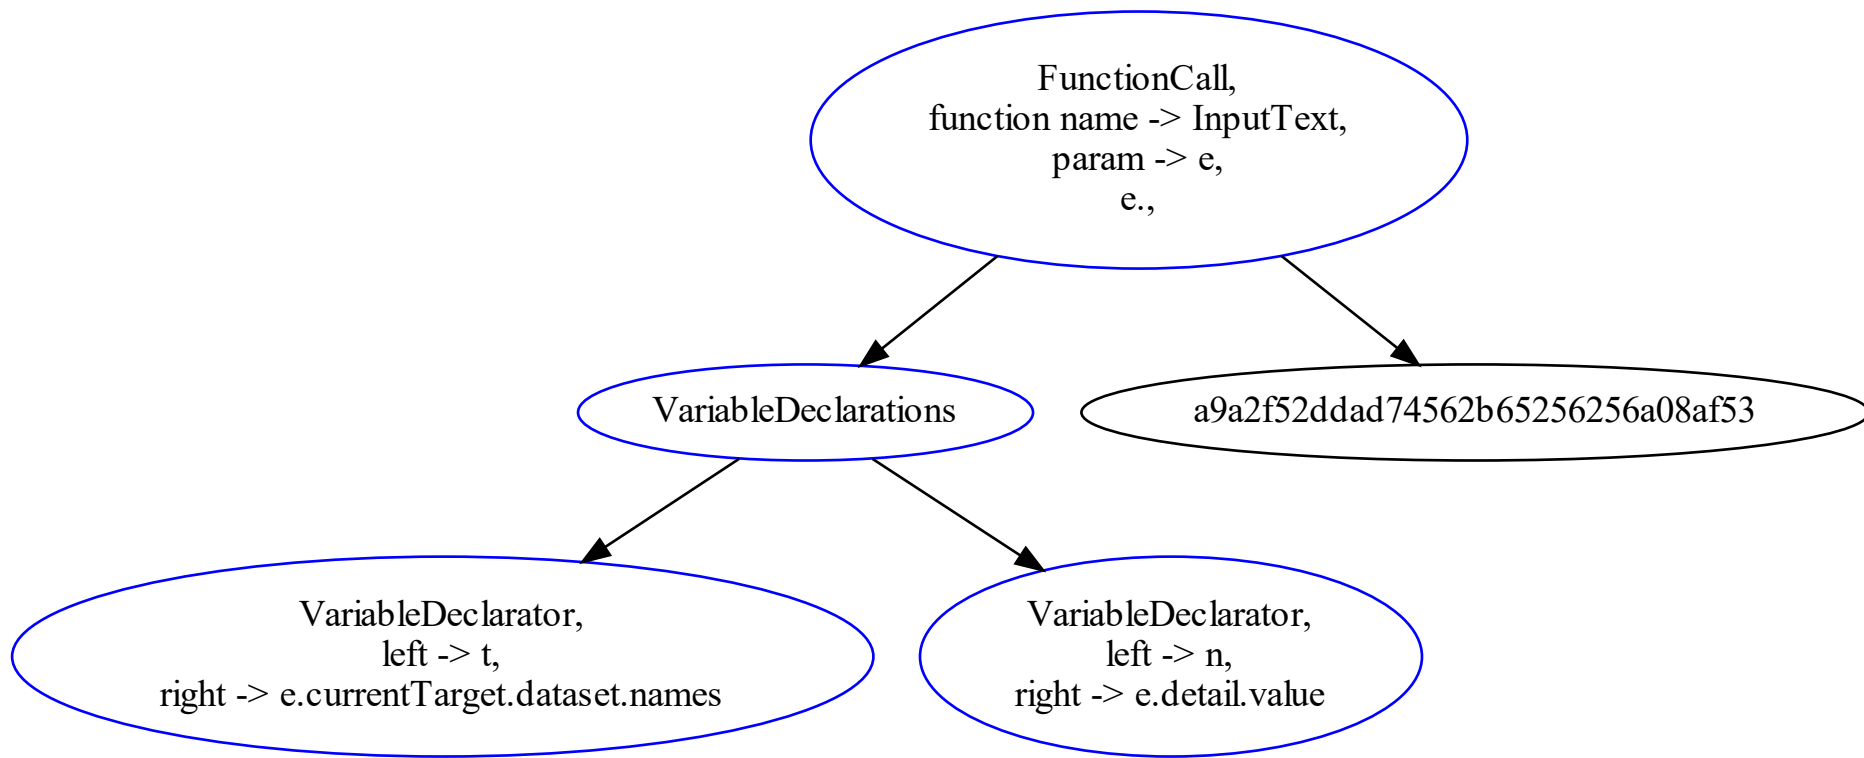 FunctionCall,
function name -> InputText,
param -> e,
e.,
VariableDeclarations
a9a2f52ddad74562b65256256a08af53
VariableDeclarator,
left -> t,
right -> e.currentTarget.dataset.names
VariableDeclarator,
left -> n,
right -> e.detail.value